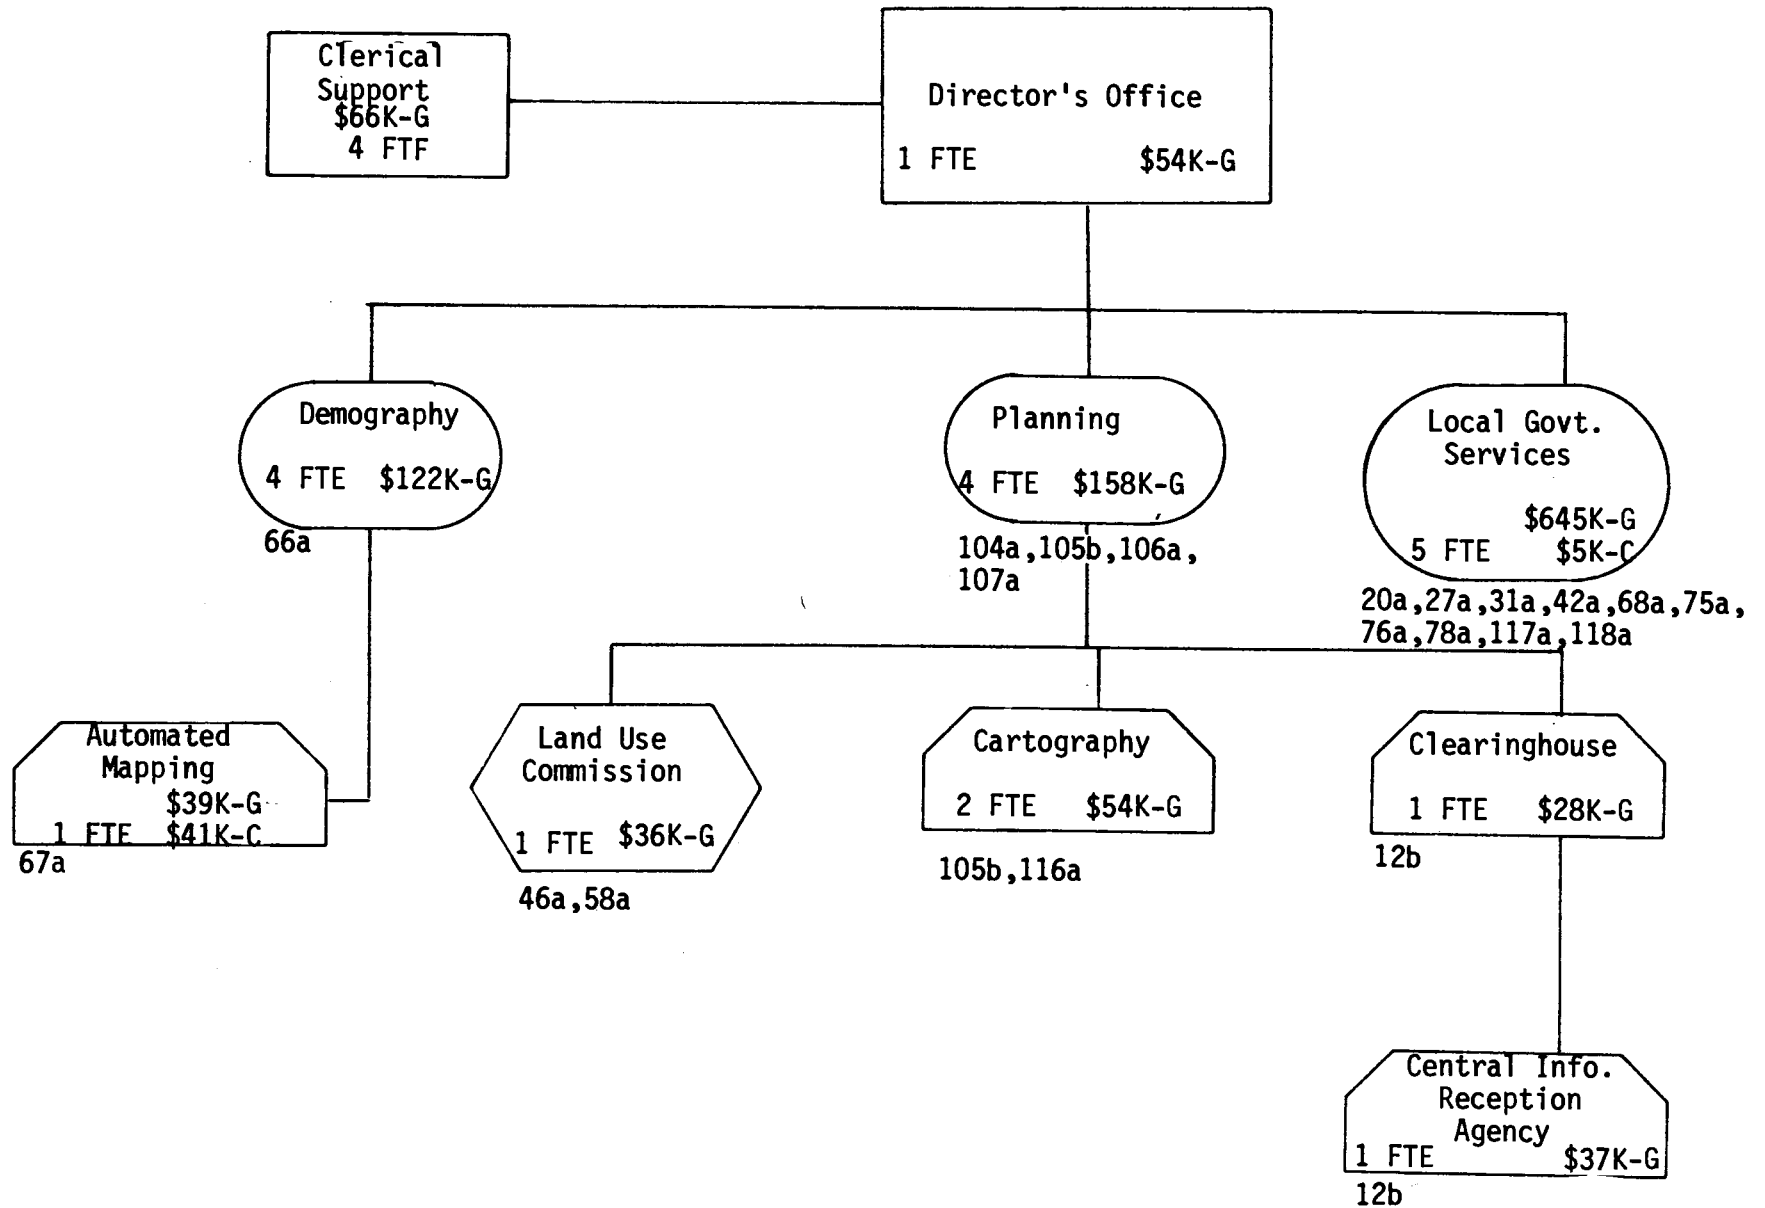 Clerical
Support
$66K-G
4 FTF
Director's Office
1 FTE $54K-G
Demography
4 FTE $122K-G
66a
Planning
4 FTE $158K-G
104a,105b,106a,
107a
Local Govt.
Services
$645K-G
5 FTE $5K-C
20a,27a,31a,42a,68a,75a,
76a,78a,117a,118a
Automated
Mapping
$39K-G
1 FTE $41K-C
67a
Land Use
Commission
1 FTE $36K-G
46a,58a
Cartography
2 FTE $54K-G
105b,116a
Clearinghouse
1 FTE $28K-G
12b
Central Info.
Reception
Agency
1 FTE $37K-G
12b